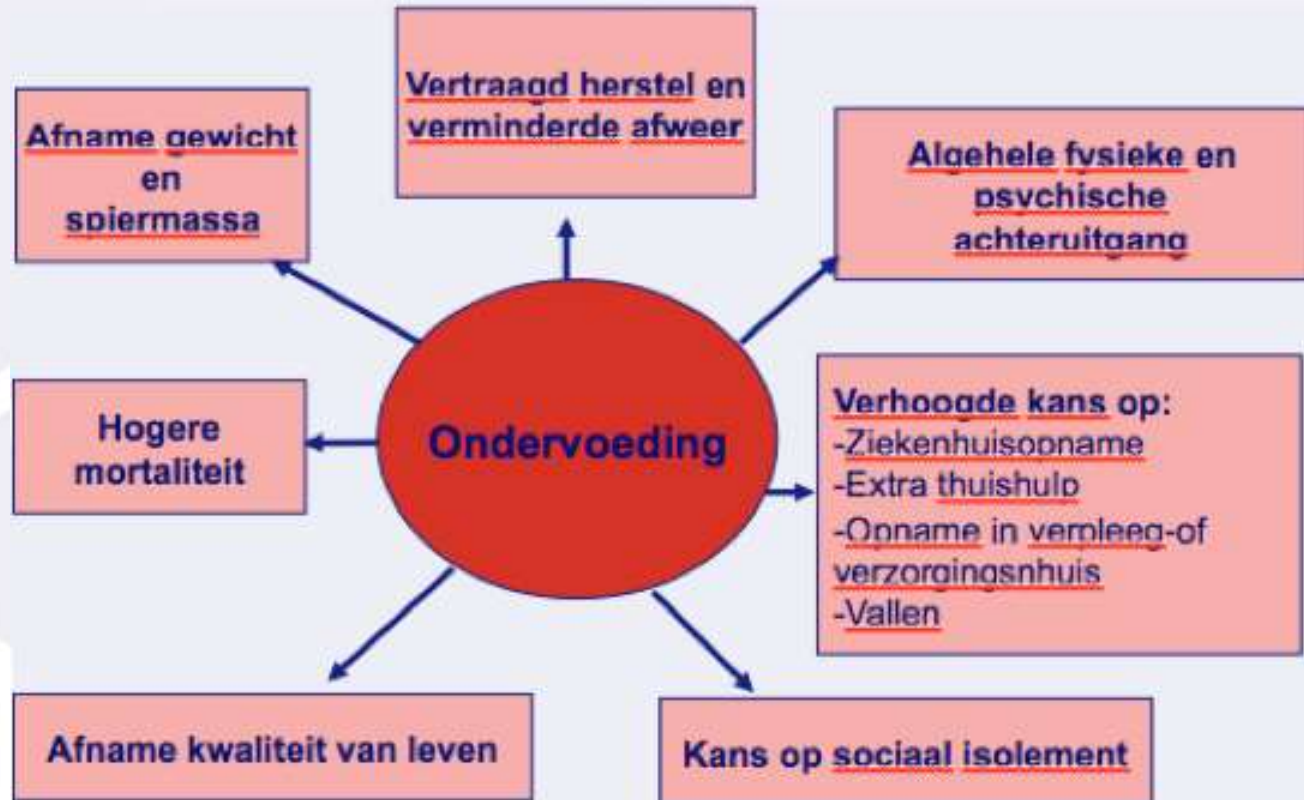 Vertraagd herstel en
verminderde afweer
Afname gewicht
en
spiermassa
Algehele fysieke en
psychische
achteruitgang
Hogere
mortaliteit
Ondervoeding
Verhoogde kans op:
-Ziekenhuisopname
-Extra thuishulp
-Opname in verpleeg-of
verzorgingsnhuis
-Vallen
Afname kwaliteit van leven
Kans op sociaal isolement